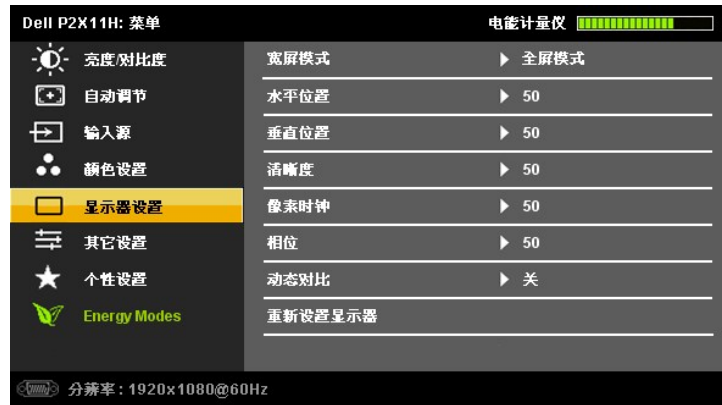 Dell P2X11H: 菜单 电能计量仪
亮度/对比度 宽屏模式 全屏模式
自动调节 水平位置 50
输入源 垂直位置 50
颜色设置 清晰度 50
显示器设置 像素时钟 50
其它设置 相位 50
个性设置 动态对比 关
Energy Modes 重新设置显示器
分辨率: 1920x1080@60Hz